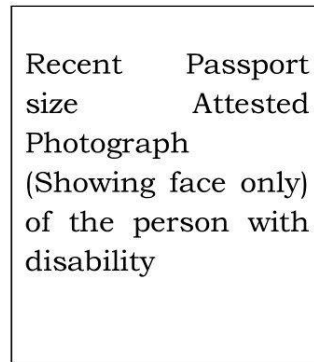 Recent Passport
size Attested
Photograph
(Showing face only)
of the person with
disability